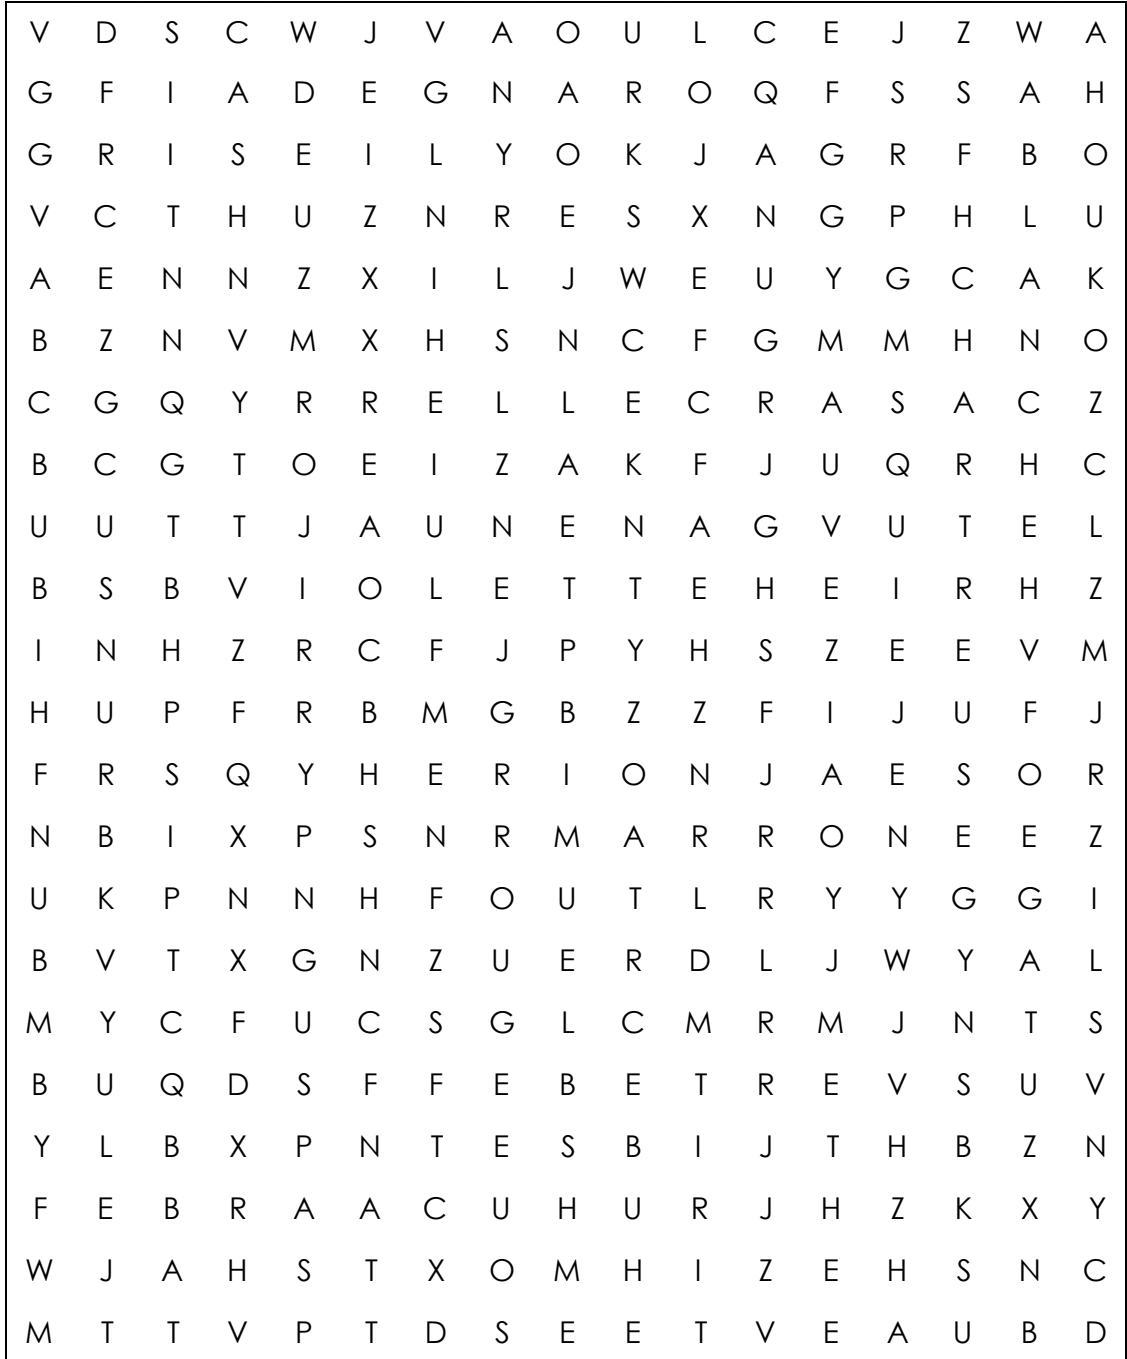 V D S C W J V A O U L C E J Z W A
G F I A D E G N A R O Q F S S A H
G R I S E I L Y O K J A G R F B O
V C T H U Z N R E S X N G P H L U
A E N N Z X I L J W E U Y G C A K
B Z N V M X H S N C F G M M H N O
C G Q Y R R E L L E C R A S A C Z
B C G T O E I Z A K F J U Q R H C
U U T T J A U N E N A G V U T E L
B S B V I O L E T T E H E I R H Z
I N H Z R C F J P Y H S Z E E V M
H U P F R B M G B Z Z F I J U F J
F R S Q Y H E R I O N J A E S O R
N B I X P S N R M A R R O N E E Z
U K P N N H F O U T L R Y Y G G I
B V T X G N Z U E R D L J W Y A L
M Y C F U C S G L C M R M J N T S
B U Q D S F F E B E T R E V S U V
Y L B X P N T E S B I J T H B Z N
F E B R A A C U H U R J H Z K X Y
W J A H S T X O M H I Z E H S N C
M T T V P T D S E E T V E A U B D